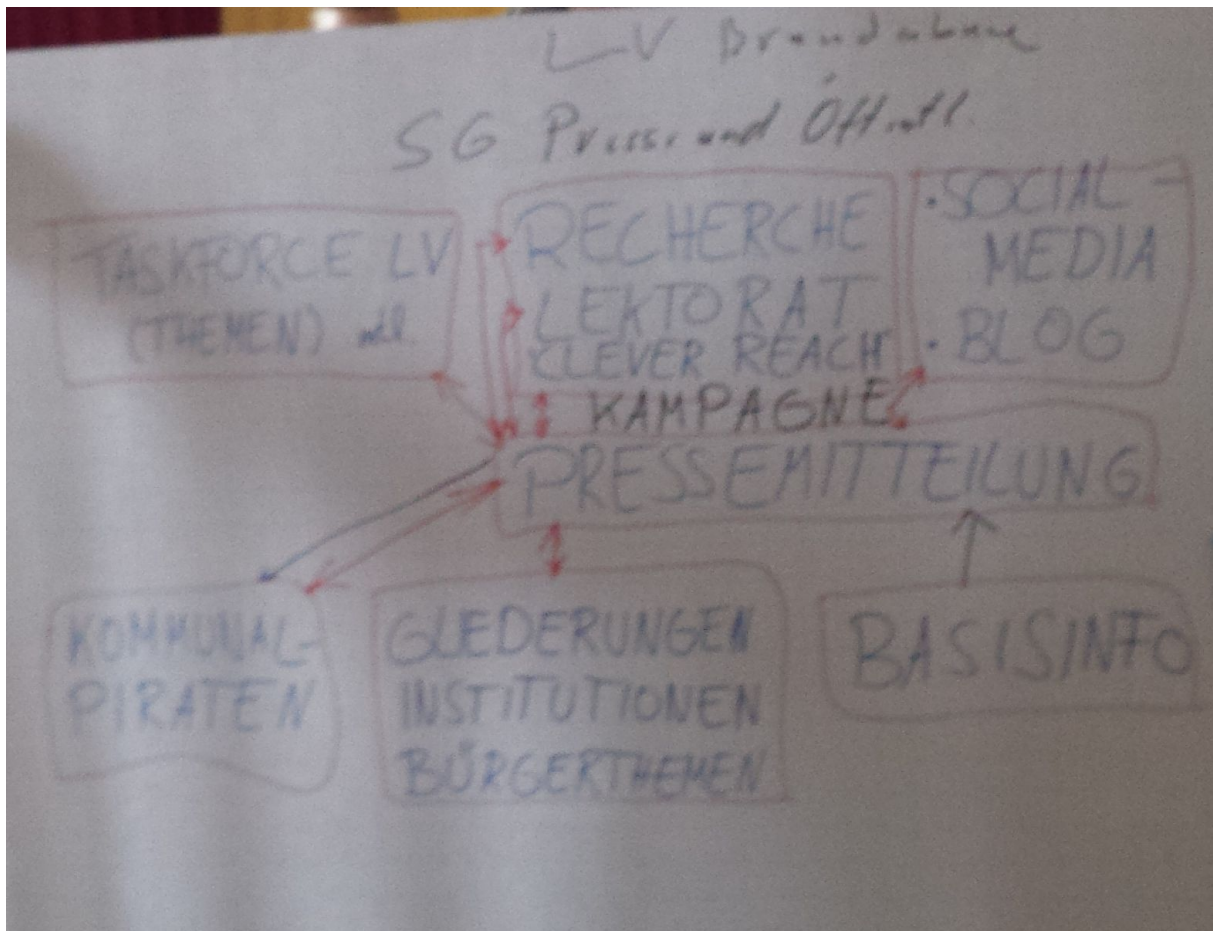 LV Brandenburg
SG Presse und Öffentl.
TASKFORCE LV
(THEMEN)
RECHERCHE
LEKTORAT
CLEVER REACH
KAMPAGNE
• SOCIAL-
MEDIA
• BLOG
PRESSEMITTEILUNG
KOMMUNAL-
PIRATEN
GLIEDERUNGEN
INSTITUTIONEN
BÜRGERTHEMEN
BASISINFO